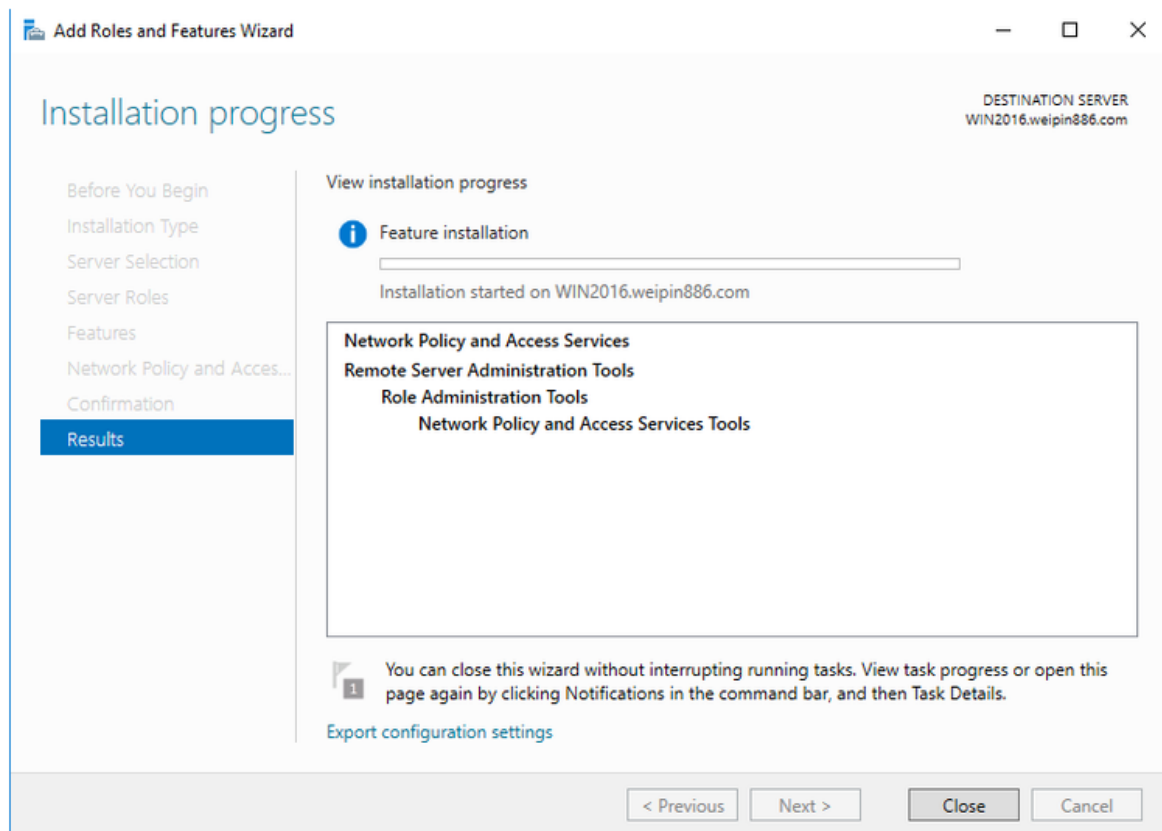 Add Roles and Features Wizard
Installation progress
DESTINATION SERVER
WIN2016.weipin886.com
Before You Begin
Installation Type
Server Selection
Server Roles
Features
Network Policy and Acces...
Confirmation
Results
View installation progress
Feature installation
Installation started on WIN2016.weipin886.com
Network Policy and Access Services
Remote Server Administration Tools
Role Administration Tools
Network Policy and Access Services Tools
1
You can close this wizard without interrupting running tasks. View task progress or open this
page again by clicking Notifications in the command bar, and then Task Details.
Export configuration settings
< Previous
Next >
Close
Cancel